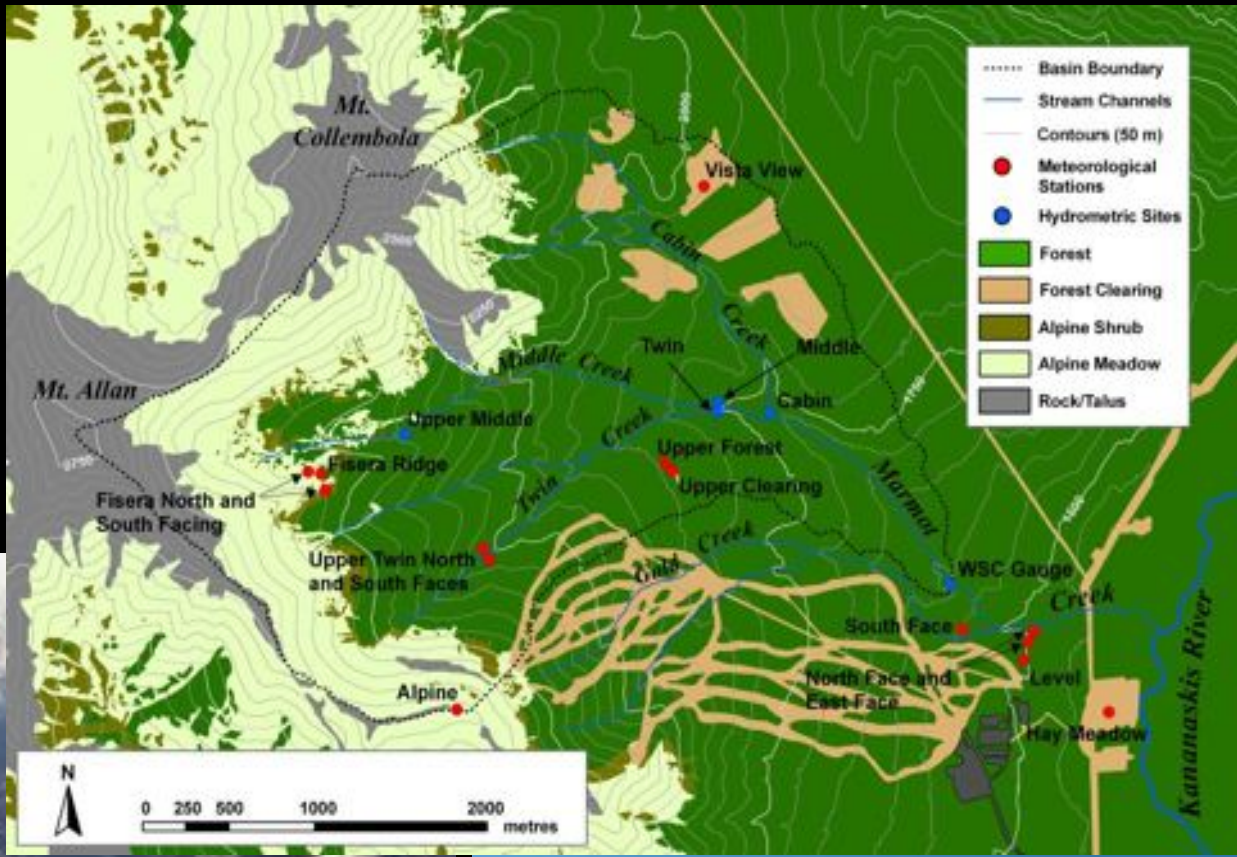 Mt.
Collembola
Mt. Allan
Vista View
Cabin
Creek
Twin
Middle
Middle Creek
Cabin
Upper Middle
Twin Creek
Upper Forest
Upper Clearing
Fisera Ridge
Fisera North and
South Facing
Marmot
Creek
Upper Twin North
and South Faces
Creek
WSC Gauge
South Face
North Face and
East Face
Level
Alpine
Hay Meadow
Kananaskis River
2750
1750
Basin Boundary
Stream Channels
Contours (50 m)
Meteorological
Stations
Hydrometric Sites
Forest
Forest Clearing
Alpine Shrub
Alpine Meadow
Rock/Talus
N
0 250 500 1000 2000
metres